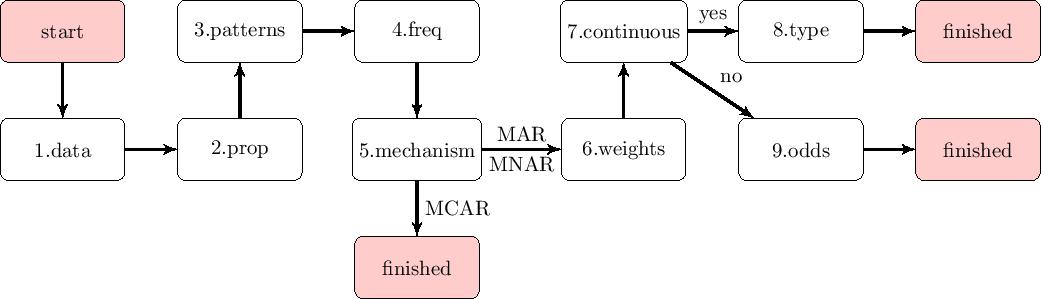 start
3.patterns
4.freq
7.continuous
yes
8.type
finished
no
1.data
2.prop
5.mechanism
MAR
MNAR
6.weights
9.odds
finished
MCAR
finished